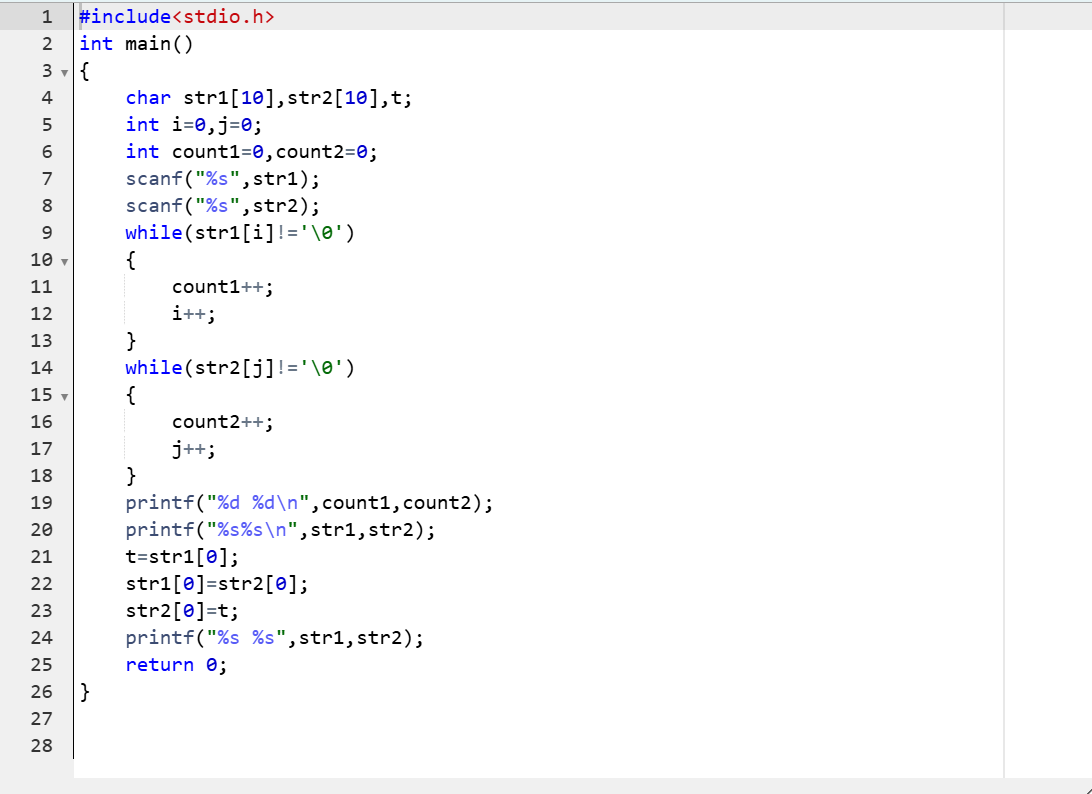 1 #include<stdio.h>
2 int main()
3 {
4     char str1[10],str2[10],t;
5     int i=0,j=0;
6     int count1=0,count2=0;
7     scanf("%s",str1);
8     scanf("%s",str2);
9     while(str1[i]!='\0')
10     {
11         count1++;
12         i++;
13     }
14     while(str2[j]!='\0')
15     {
16         count2++;
17         j++;
18     }
19     printf("%d %d\n",count1,count2);
20     printf("%s%s\n",str1,str2);
21     t=str1[0];
22     str1[0]=str2[0];
23     str2[0]=t;
24     printf("%s %s",str1,str2);
25     return 0;
26 }
27
28